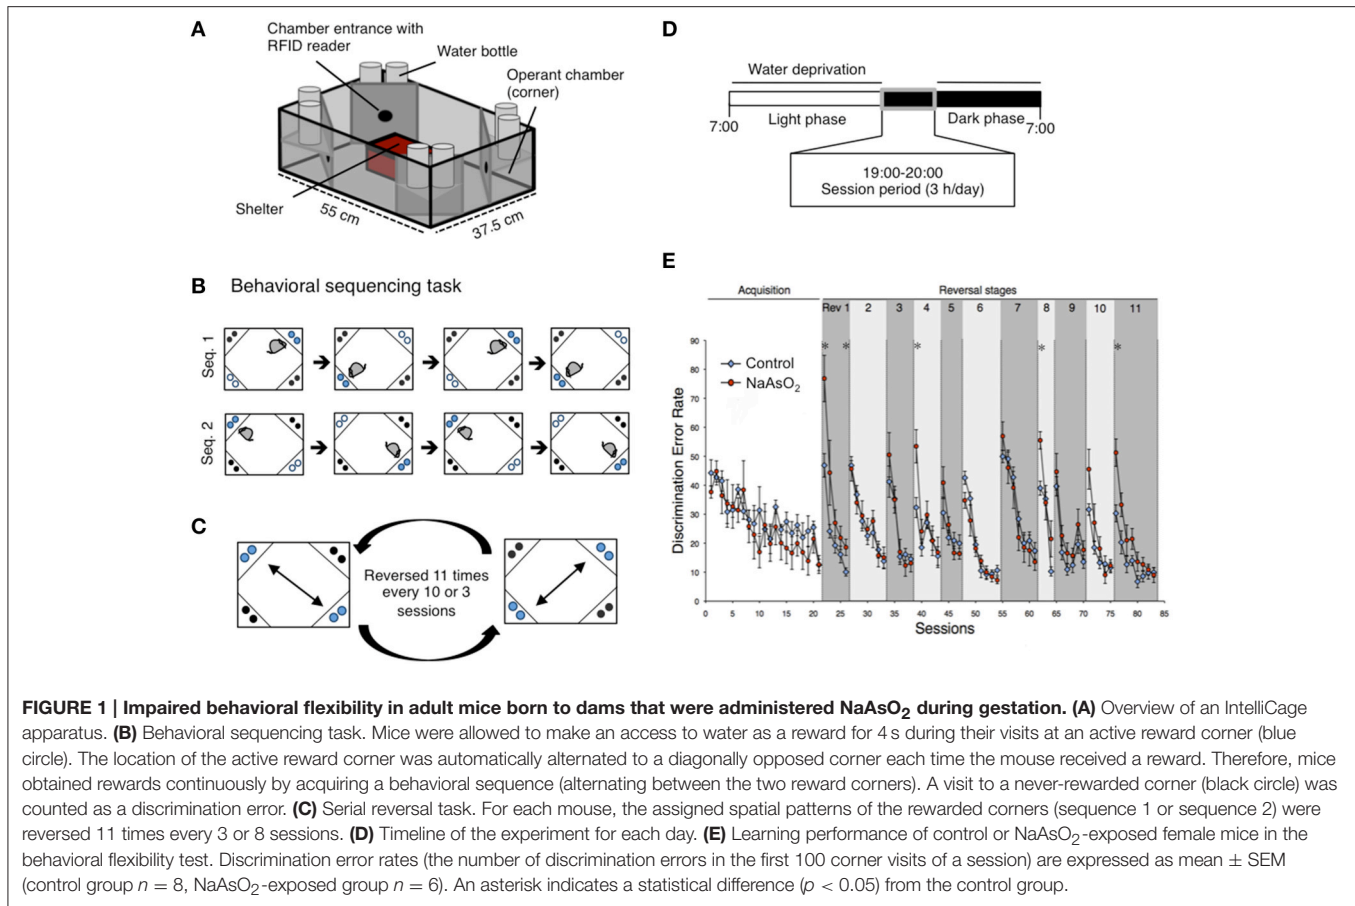 A
Chamber entrance with
RFID reader
Water bottle
Operant chamber
(corner)
Shelter
55 cm
37.5 cm
D
Water deprivation
7:00
Light phase
Dark phase
7:00
19:00-20:00
Session period (3 h/day)
B Behavioral sequencing task
Seq. 1
Seq. 2
C
Reversed 11 times
every 10 or 3
sessions
E
Acquisition
Reversal stages
Rev 1 2 3 4 5 6 7 8 9 10 11
* * * * *
Control
NaAsO2
Discrimination Error Rate
90
80
70
60
50
40
30
20
10
0
0 5 10 15 20 25 30 35 40 45 50 55 60 65 70 75 80 85
Sessions
FIGURE 1 | Impaired behavioral flexibility in adult mice born to dams that were administered NaAsO2 during gestation. (A) Overview of an IntelliCage
apparatus. (B) Behavioral sequencing task. Mice were allowed to make an access to water as a reward for 4 s during their visits at an active reward corner (blue
circle). The location of the active reward corner was automatically alternated to a diagonally opposed corner each time the mouse received a reward. Therefore, mice
obtained rewards continuously by acquiring a behavioral sequence (alternating between the two reward corners). A visit to a never-rewarded corner (black circle) was
counted as a discrimination error. (C) Serial reversal task. For each mouse, the assigned spatial patterns of the rewarded corners (sequence 1 or sequence 2) were
reversed 11 times every 3 or 8 sessions. (D) Timeline of the experiment for each day. (E) Learning performance of control or NaAsO2-exposed female mice in the
behavioral flexibility test. Discrimination error rates (the number of discrimination errors in the first 100 corner visits of a session) are expressed as mean ± SEM
(control group n = 8, NaAsO2-exposed group n = 6). An asterisk indicates a statistical difference (p < 0.05) from the control group.